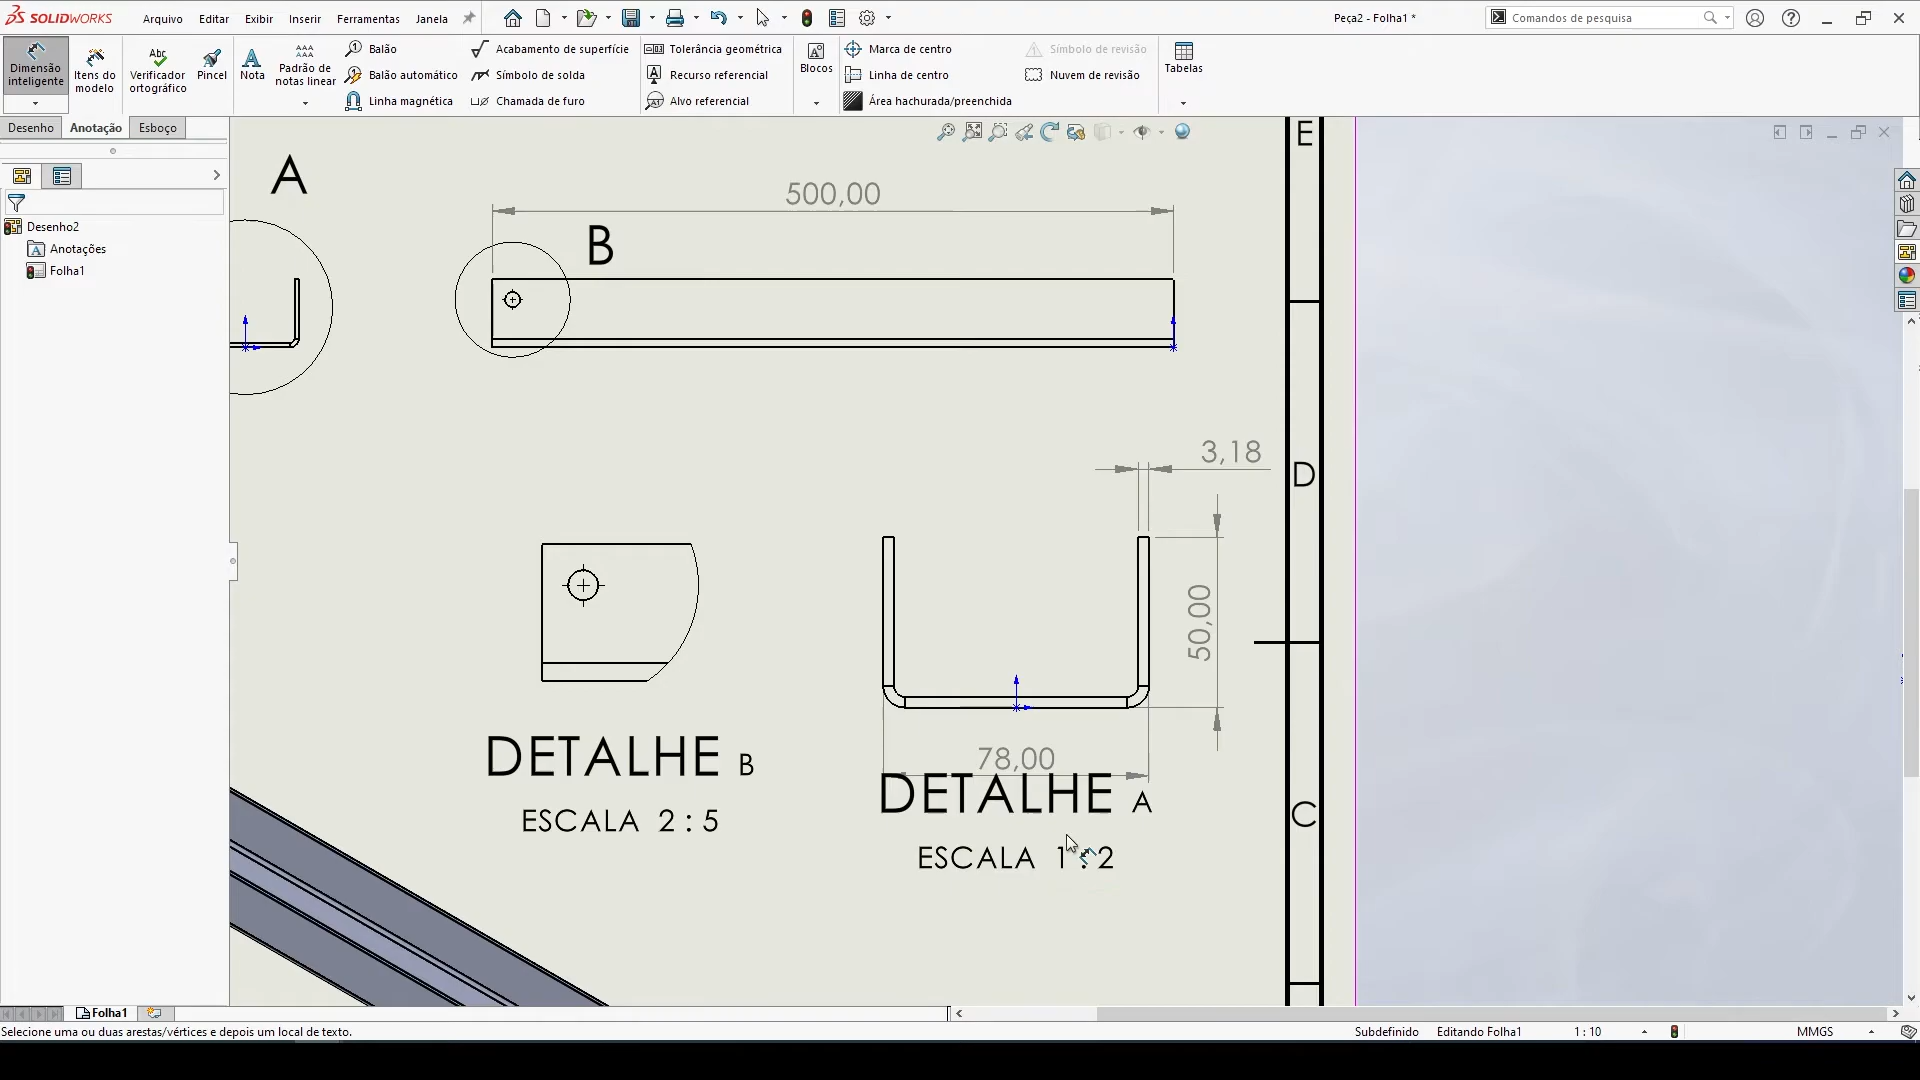 SOLIDWORKS
Arquivo
Editar
Exibir
Inserir
Ferramentas
Janela
Peça2 - Folha1 *
Comandos de pesquisa
Dimensão
inteligente
Itens do
modelo
Abc
Verificador
ortográfico
Pincel
Nota
Padrão de
notas linear
Balão
Balão automático
Linha magnética
Acabamento de superfície
Símbolo de solda
Chamada de furo
Tolerância geométrica
Recurso referencial
Alvo referencial
Blocos
Marca de centro
Linha de centro
Área hachurada/preenchida
Símbolo de revisão
Nuvem de revisão
Tabelas
Desenho
Anotação
Esboço
Desenho2
Anotações
Folha1
A
500,00
B
E
3,18
D
50,00
78,00
DETALHE B
ESCALA 2 : 5
DETALHE A
ESCALA 1 : 2
C
Folha1
Selecione uma ou duas arestas/vértices e depois um local de texto.
Subdefinido
Editando Folha1
1 : 10
MMGS